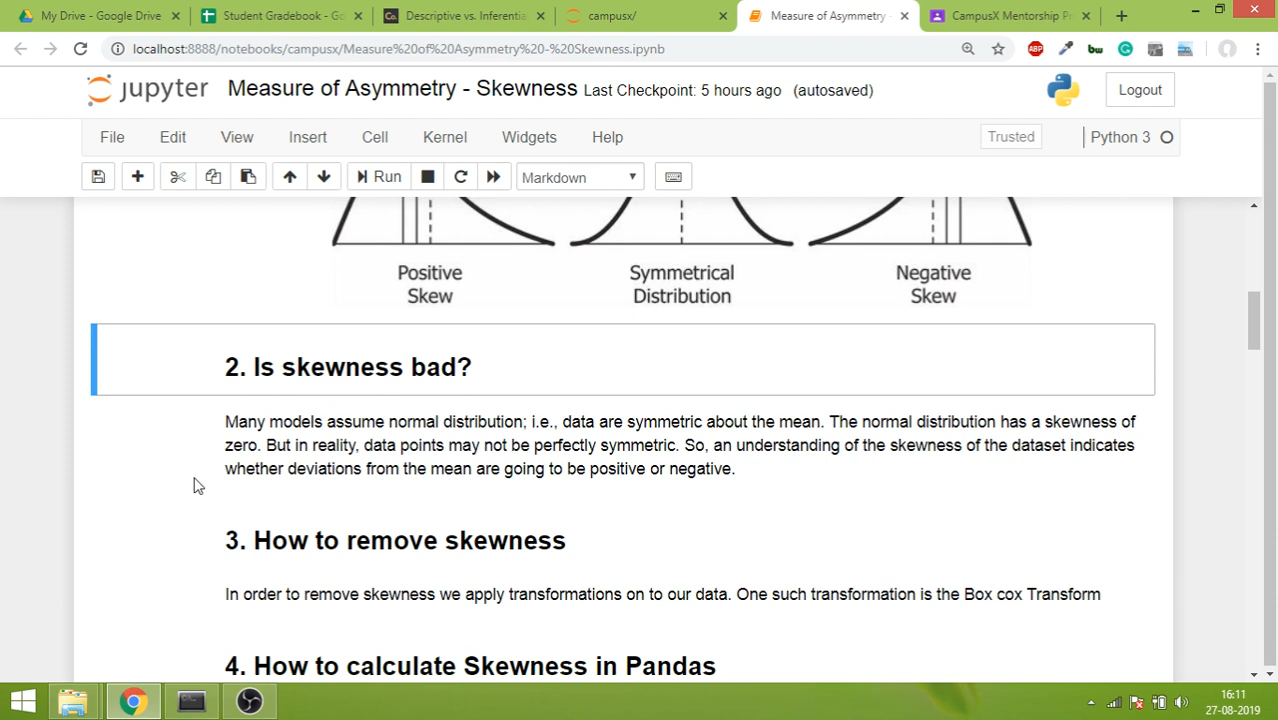 My Drive - Google Drive
Student Gradebook - Go
Descriptive vs. Inferentia
campusx/
Measure of Asymmetry -
CampusX Mentorship Pr
localhost:8888/notebooks/campusx/Measure%20of%20Asymmetry%20-%20Skewness.ipynb
ABP
bw
jupyter Measure of Asymmetry - Skewness Last Checkpoint: 5 hours ago (autosaved)
Logout
File Edit View Insert Cell Kernel Widgets Help
Trusted
Python 3
Run
Markdown
Positive
Skew
Symmetrical
Distribution
Negative
Skew
2. Is skewness bad?
Many models assume normal distribution; i.e., data are symmetric about the mean. The normal distribution has a skewness of
zero. But in reality, data points may not be perfectly symmetric. So, an understanding of the skewness of the dataset indicates
whether deviations from the mean are going to be positive or negative.
3. How to remove skewness
In order to remove skewness we apply transformations on to our data. One such transformation is the Box cox Transform
4. How to calculate Skewness in Pandas
16:11
27-08-2019